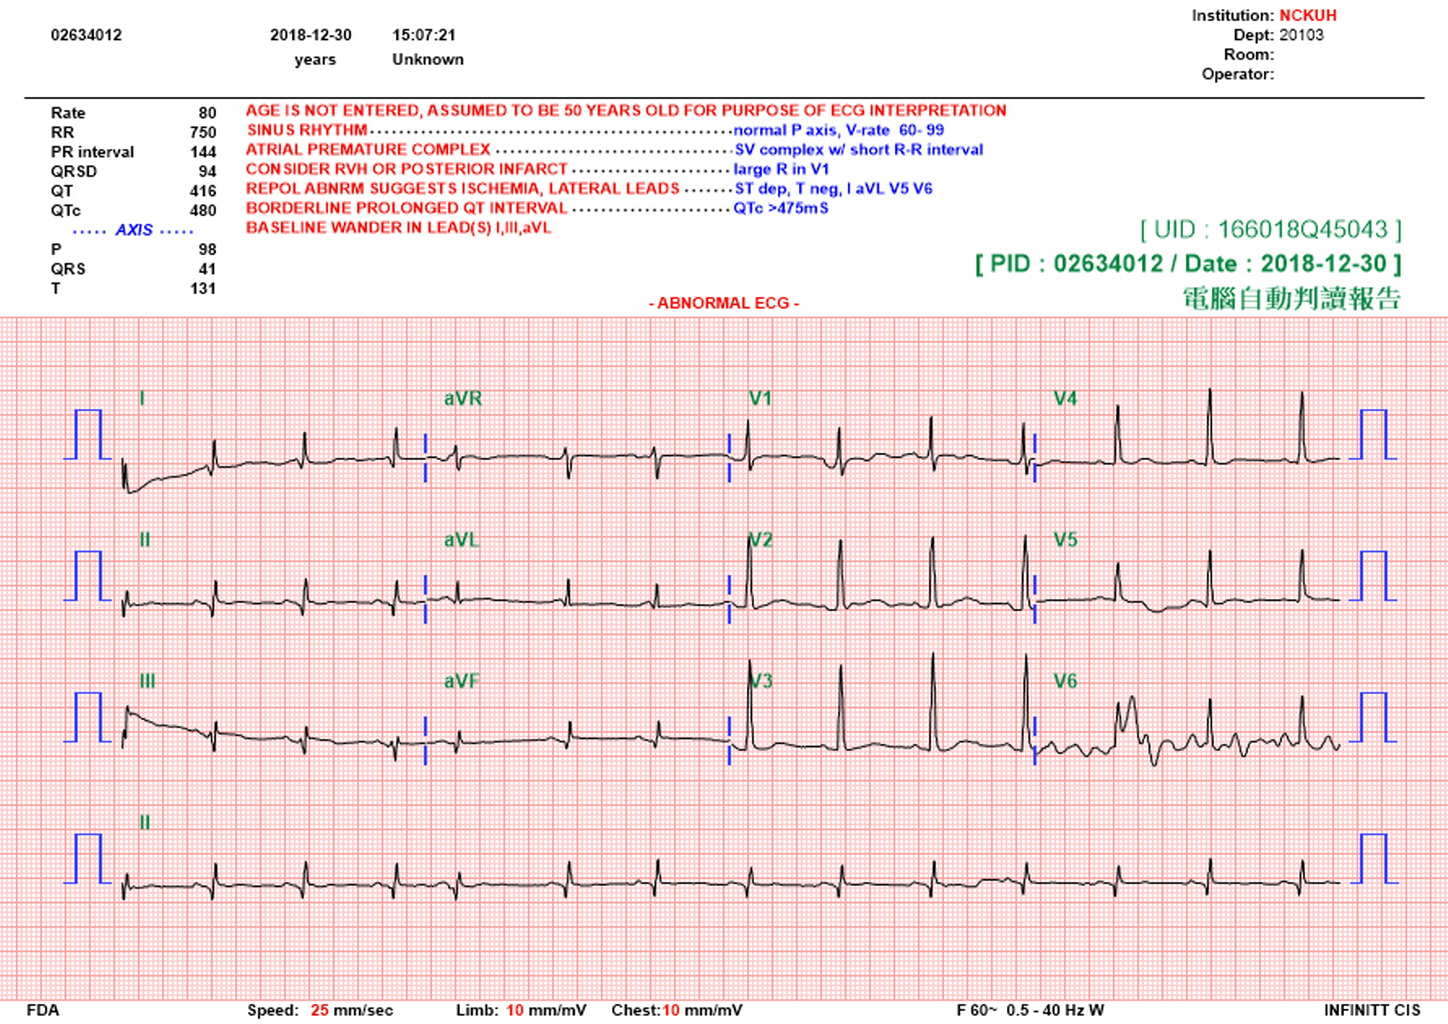 Institution: NCKUH
02634012 2018-12-30 15:07:21 Dept: 20103
Room:
years Unknown
Operator:
Rate 80 AGE IS NOT ENTERED, ASSUMED TO BE 50 YEARS OLD FOR PURPOSE OF ECG INTERPRETATION
RR 750 SINUS RHYTHM normal P axis, V-rate 60- 99
PR interval 144 ATRIAL PREMATURE COMPLEX SV complex w/ short R-R interval
QRSD 94 CONSIDER RVH OR POSTERIOR INFARCT large R in V1
QT 416 REPOL ABNRM SUGGESTS ISCHEMIA, LATERAL LEADS ST dep, T neg, I aVL V5 V6
QTc 480 BORDERLINE PROLONGED QT INTERVAL QTc >475mS
AXIS BASELINE WANDER IN LEAD(S) I,III,aVL
[ UID : 166018Q45043 ]
P 98
[ PID : 02634012 / Date : 2018-12-30 ]
QRS 41
T 131
電腦自動判讀報告
- ABNORMAL ECG -
I aVR V1 V4
II aVL V2 V5
III aVF V3 V6
II
FDA Speed: 25 mm/sec Limb: 10 mm/mV Chest:10 mm/mV F 60~ 0.5 - 40 Hz W INFINITT CIS